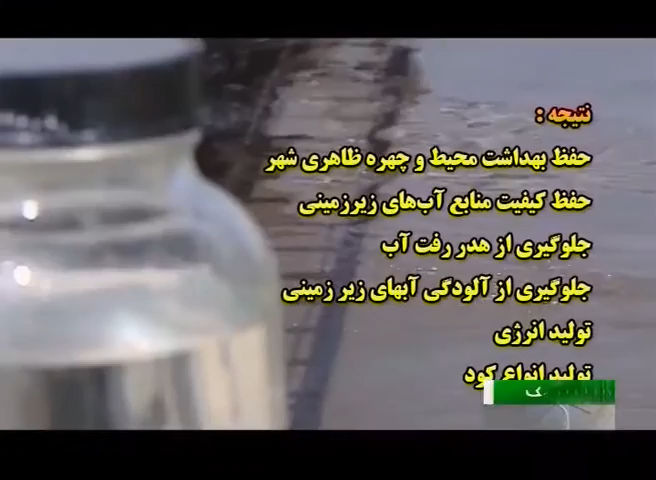 نتیجه :
حفظ بهداشت محیط و چهره ظاهری شهر
حفظ کیفیت منابع آب‌های زیرزمینی
جلوگیری از هدر رفت آب
جلوگیری از آلودگی آبهای زیر زمینی
تولید انرژی
تولید انواع کود